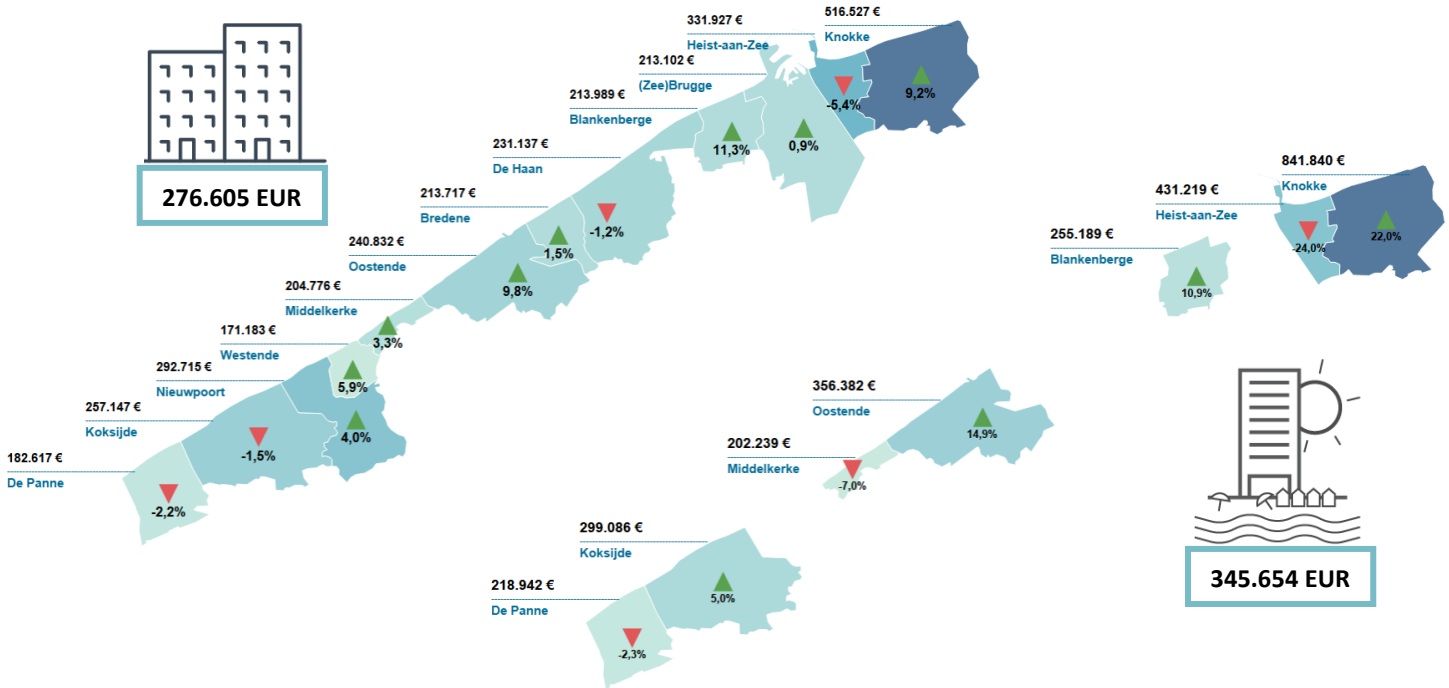 516.527 €
Knokke
9,2%
331.927 €
Heist-aan-Zee
-5,4%
213.102 €
(Zee)Brugge
0,9%
213.989 €
Blankenberge
11,3%
231.137 €
De Haan
-1,2%
213.717 €
Bredene
1,5%
240.832 €
Oostende
9,8%
204.776 €
Middelkerke
3,3%
171.183 €
Westende
5,9%
292.715 €
Nieuwpoort
4,0%
257.147 €
Koksijde
-1,5%
182.617 €
De Panne
-2,2%
276.605 EUR
841.840 €
Knokke
22,0%
431.219 €
Heist-aan-Zee
-24,0%
255.189 €
Blankenberge
10,9%
356.382 €
Oostende
14,9%
202.239 €
Middelkerke
-7,0%
299.086 €
Koksijde
5,0%
218.942 €
De Panne
-2,3%
345.654 EUR